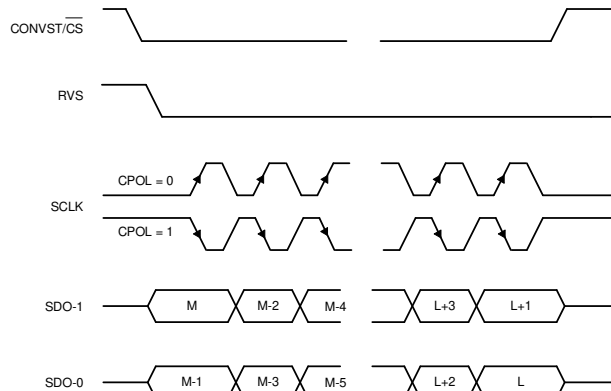 CONVST/CS
RVS
CPOL = 0
SCLK
CPOL = 1
SDO-1 M M-2 M-4 L+3 L+1
SDO-0 M-1 M-3 M-5 L+2 L